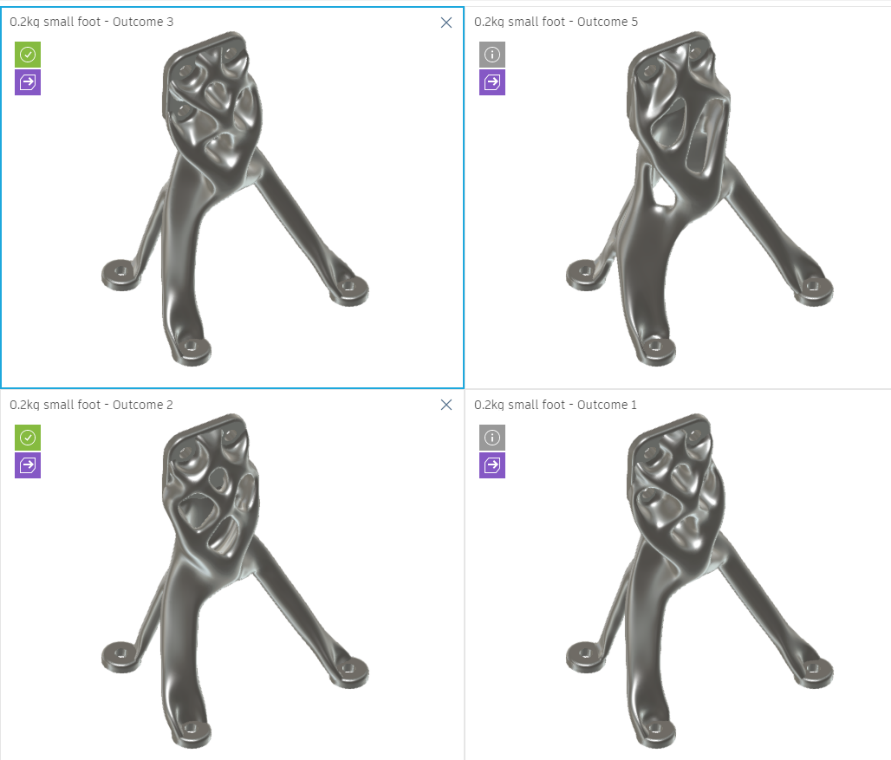 0.2kg small foot - Outcome 3
0.2kg small foot - Outcome 5
0.2kg small foot - Outcome 2
0.2kg small foot - Outcome 1